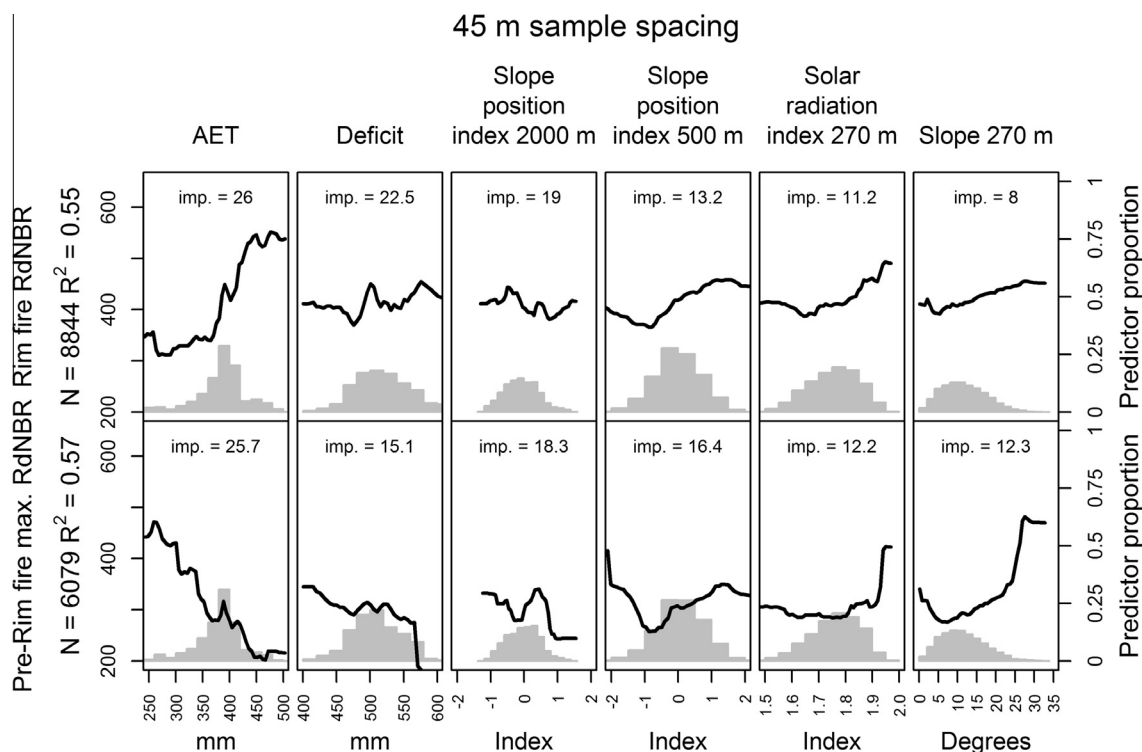 45 m sample spacing
AET
Deficit
Slope
position
index 2000 m
Slope
position
index 500 m
Solar
radiation
index 270 m
Slope 270 m
Rim fire RdNBR
N = 8844 R² = 0.55
200 400 600
imp. = 26
imp. = 22.5
imp. = 19
imp. = 13.2
imp. = 11.2
imp. = 8
0 0.25 0.5 0.75 1
Predictor proportion
Pre-Rim fire max. RdNBR
N = 6079 R² = 0.57
200 400 600
imp. = 25.7
imp. = 15.1
imp. = 18.3
imp. = 16.4
imp. = 12.2
imp. = 12.3
0 0.25 0.5 0.75 1
Predictor proportion
250 300 350 400 450 500
400 450 500 550 600
-2 -1 0 1 2
-2 -1 0 1 2
1.5 1.6 1.7 1.8 1.9 2.0
0 5 10 15 20 25 30 35
mm
mm
Index
Index
Index
Degrees